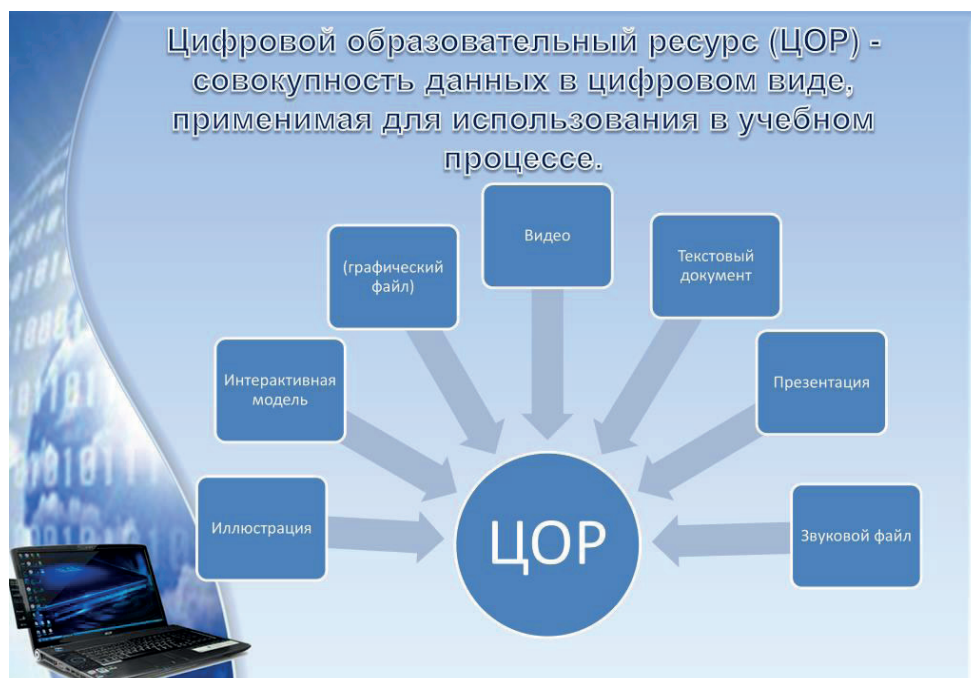 Цифровой образовательный ресурс (ЦОР) -
совокупность данных в цифровом виде,
применимая для использования в учебном
процессе.
Видео
(графический
файл)
Текстовый
документ
Интерактивная
модель
Презентация
Иллюстрация
ЦОР
Звуковой файл